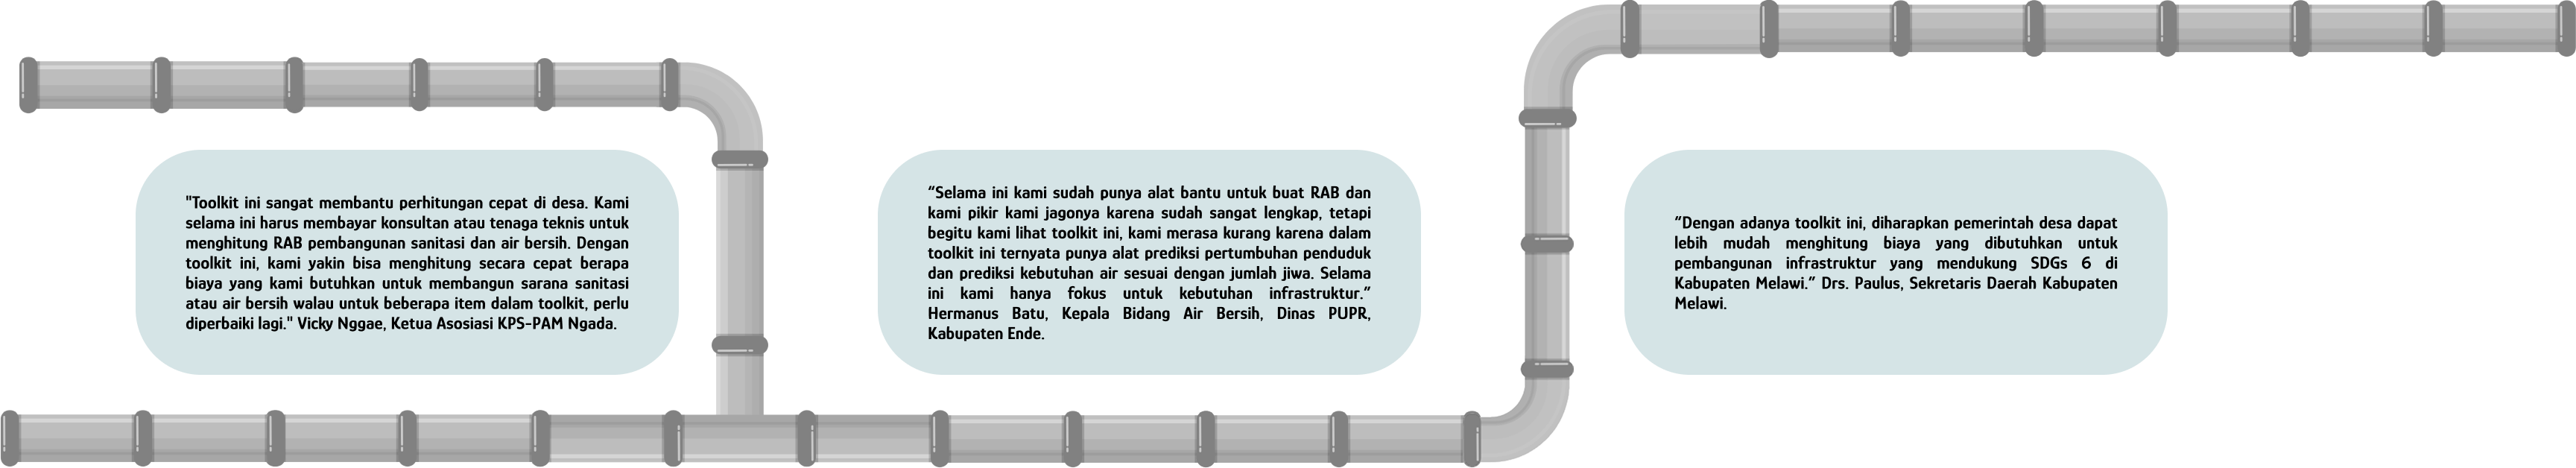 "Toolkit ini sangat membantu perhitungan cepat di desa. Kami
selama ini harus membayar konsultan atau tenaga teknis untuk
menghitung RAB pembangunan sanitasi dan air bersih. Dengan
toolkit ini, kami yakin bisa menghitung secara cepat berapa
biaya yang kami butuhkan untuk membangun sarana sanitasi
atau air bersih walau untuk beberapa item dalam toolkit, perlu
diperbaiki lagi." Vicky Nggae, Ketua Asosiasi KPS-PAM Ngada.
“Selama ini kami sudah punya alat bantu untuk buat RAB dan
kami pikir kami jagonya karena sudah sangat lengkap, tetapi
begitu kami lihat toolkit ini, kami merasa kurang karena dalam
toolkit ini ternyata punya alat prediksi pertumbuhan penduduk
dan prediksi kebutuhan air sesuai dengan jumlah jiwa. Selama
ini kami hanya fokus untuk kebutuhan infrastruktur.”
Hermanus Batu, Kepala Bidang Air Bersih, Dinas PUPR,
Kabupaten Ende.
”Dengan adanya toolkit ini, diharapkan pemerintah desa dapat
lebih mudah menghitung biaya yang dibutuhkan untuk
pembangunan infrastruktur yang mendukung SDGs 6 di
Kabupaten Melawi.” Drs. Paulus, Sekretaris Daerah Kabupaten
Melawi.